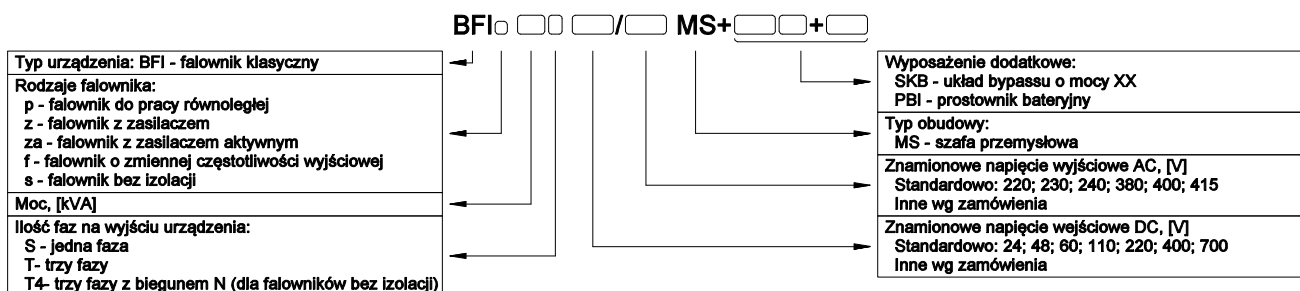 BFI / MS+ +
Typ urządzenia: BFI - falownik klasyczny
Rodzaje falownika:
p - falownik do pracy równoległej
z - falownik z zasilaczem
za - falownik z zasilaczem aktywnym
f - falownik o zmiennej częstotliwości wyjściowej
s - falownik bez izolacji
Moc, [kVA]
Ilość faz na wyjściu urządzenia:
S - jedna faza
T- trzy fazy
T4- trzy fazy z biegunem N (dla falowników bez izolacji)
Wyposażenie dodatkowe:
SKB - układ bypassu o mocy XX
PBI - prostownik bateryjny
Typ obudowy:
MS - szafa przemysłowa
Znamionowe napięcie wyjściowe AC, [V]
Standardowo: 220; 230; 240; 380; 400; 415
Inne wg zamówienia
Znamionowe napięcie wejściowe DC, [V]
Standardowo: 24; 48; 60; 110; 220; 400; 700
Inne wg zamówienia